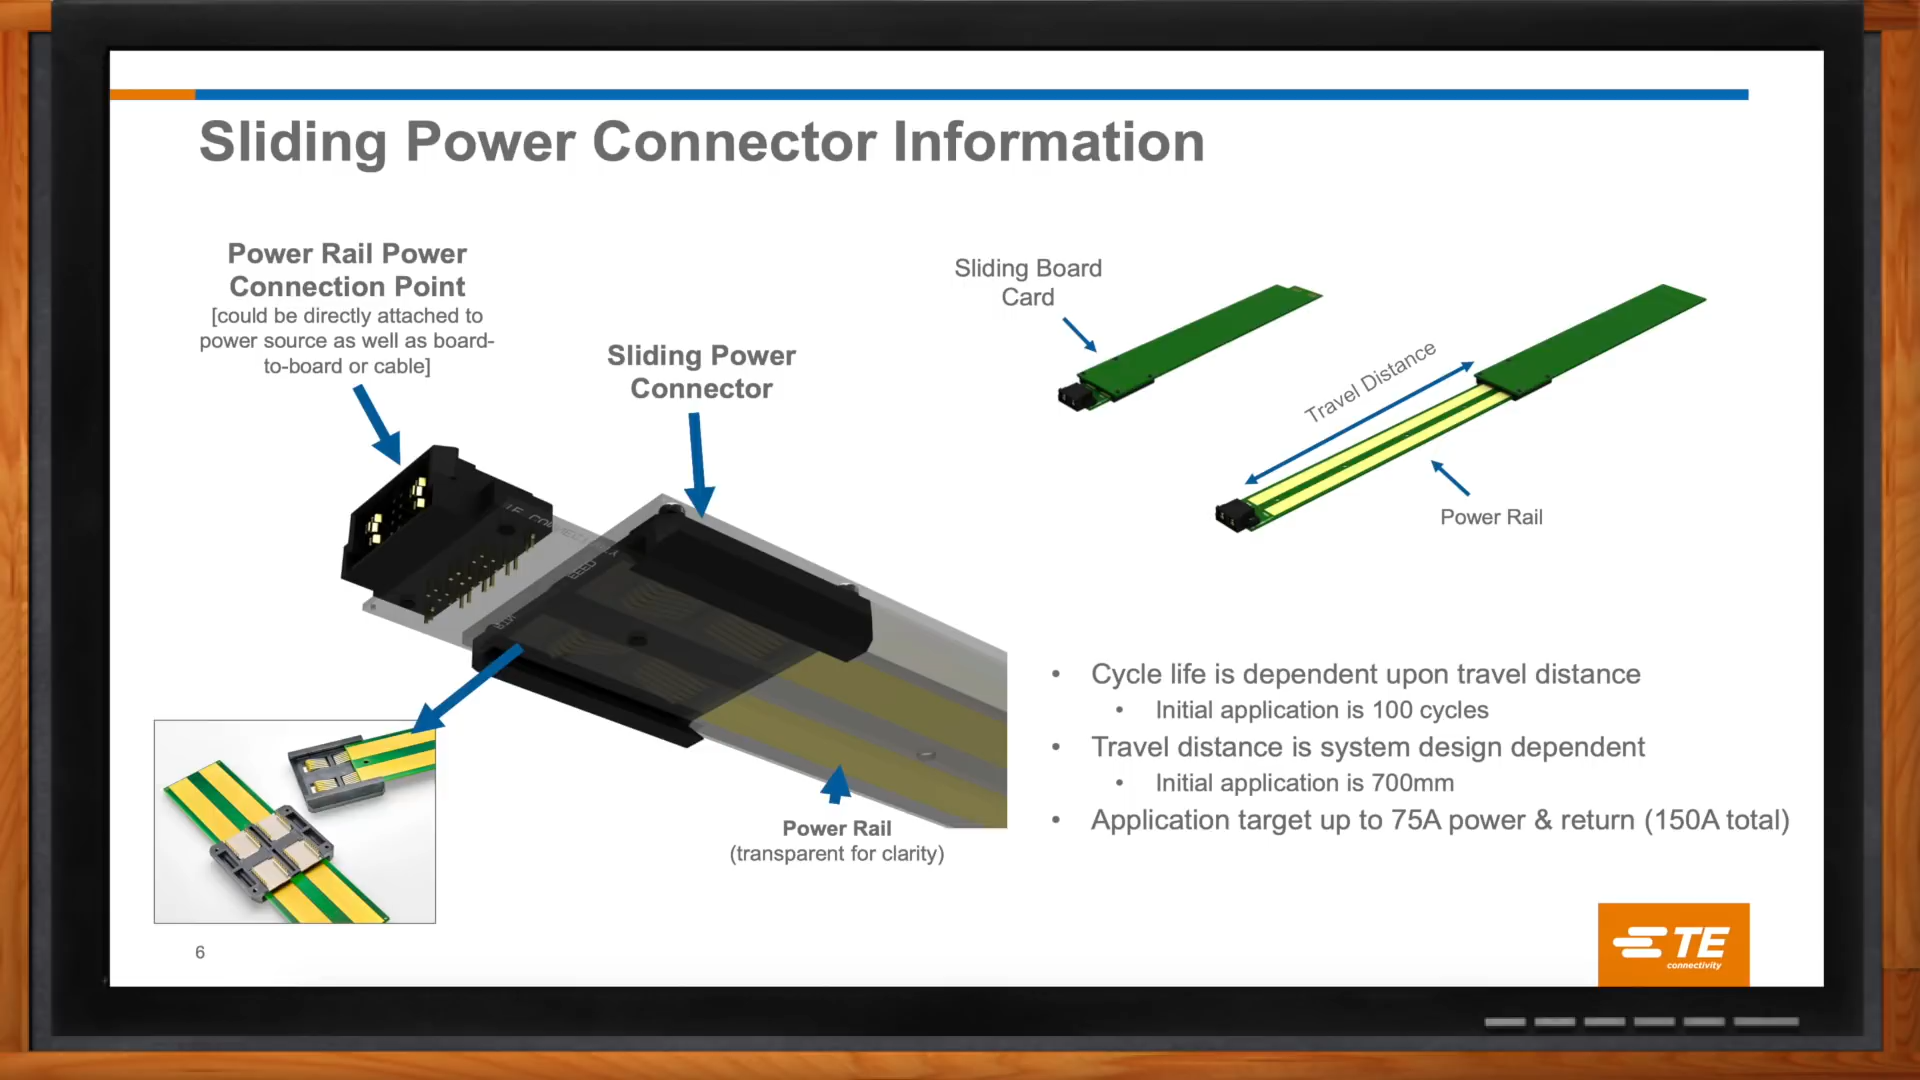 Sliding Power Connector Information
Power Rail Power
Connection Point
[could be directly attached to
power source as well as board-
to-board or cable]
Sliding Power
Connector
Sliding Board
Card
Travel Distance
Power Rail
Power Rail
(transparent for clarity)
• Cycle life is dependent upon travel distance
• Initial application is 100 cycles
• Travel distance is system design dependent
• Initial application is 700mm
• Application target up to 75A power & return (150A total)
6
TE
connectivity